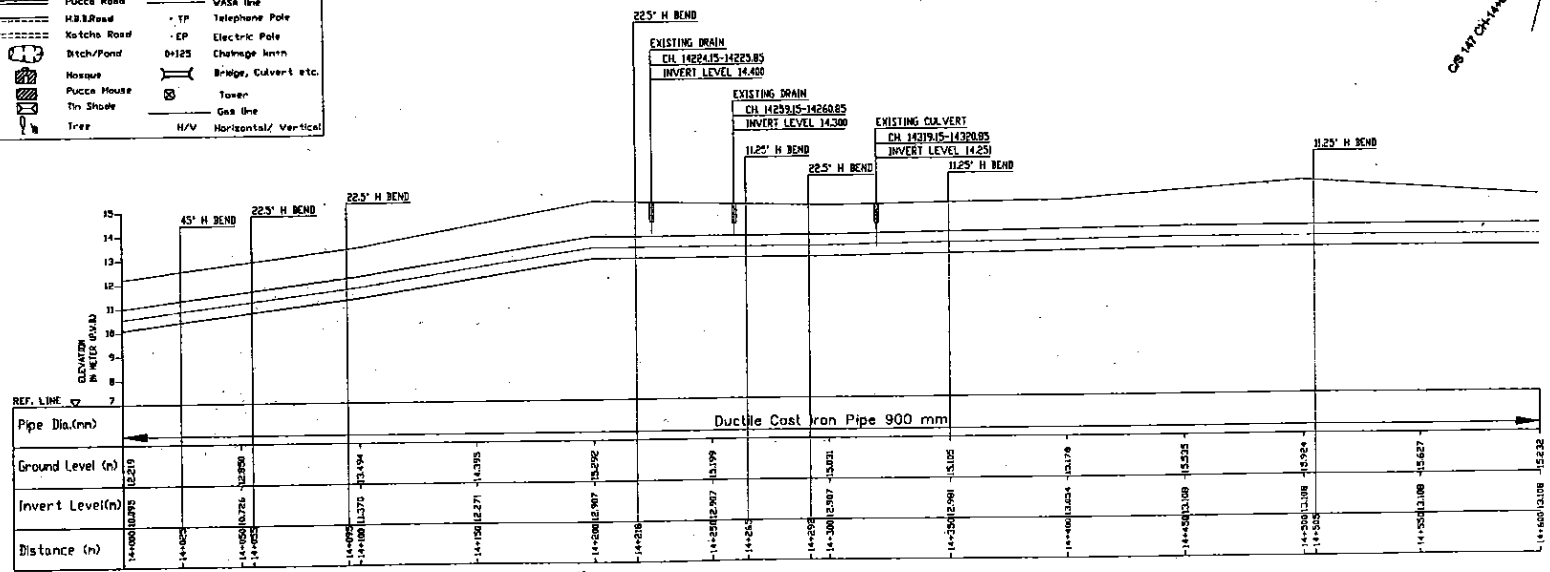 Pucca Road
WASA line
H.B.B.Road
TP Telephone Pole
Katcha Road
EP Electric Pole
Ditch/Pond
0+125 Chainage km+m
Mosque
Bridge, Culvert etc.
Pucca House
Tower
Tin Shade
Gas line
Tree
H/V Horizontal/ Vertical
22.5° H BEND
EXISTING DRAIN
CH. 14224.15-14225.85
INVERT LEVEL 14.400
EXISTING DRAIN
CH 14259.15-14260.85
INVERT LEVEL 14.300
EXISTING CULVERT
CH 14319.15-14320.85
INVERT LEVEL 14.251
11.25° H BEND
22.5° H BEND
11.25° H BEND
11.25° H BEND
45° H BEND
22.5° H BEND
22.5° H BEND
15
14
13
12
11
10
9
8
7
ELEVATION
IN METER (P.W.D.)
REF. LINE
Pipe Dia.(mm)
Ductile Cast Iron Pipe 900 mm
Ground Level (m) 12.219 12.850 13.494 14.395 15.292 15.199 15.031 15.105 15.178 15.535 15.924 15.627 15.232
Invert Level(m) 10.095 10.726 11.370 12.271 12.907 12.907 12.907 12.981 13.054 13.108 13.108 13.108 13.108
Distance (m) 14+000 14+025 14+050 14+055 14+095 14+100 14+150 14+200 14+218 14+250 14+265 14+292 14+300 14+350 14+400 14+450 14+500 14+505 14+550 14+600